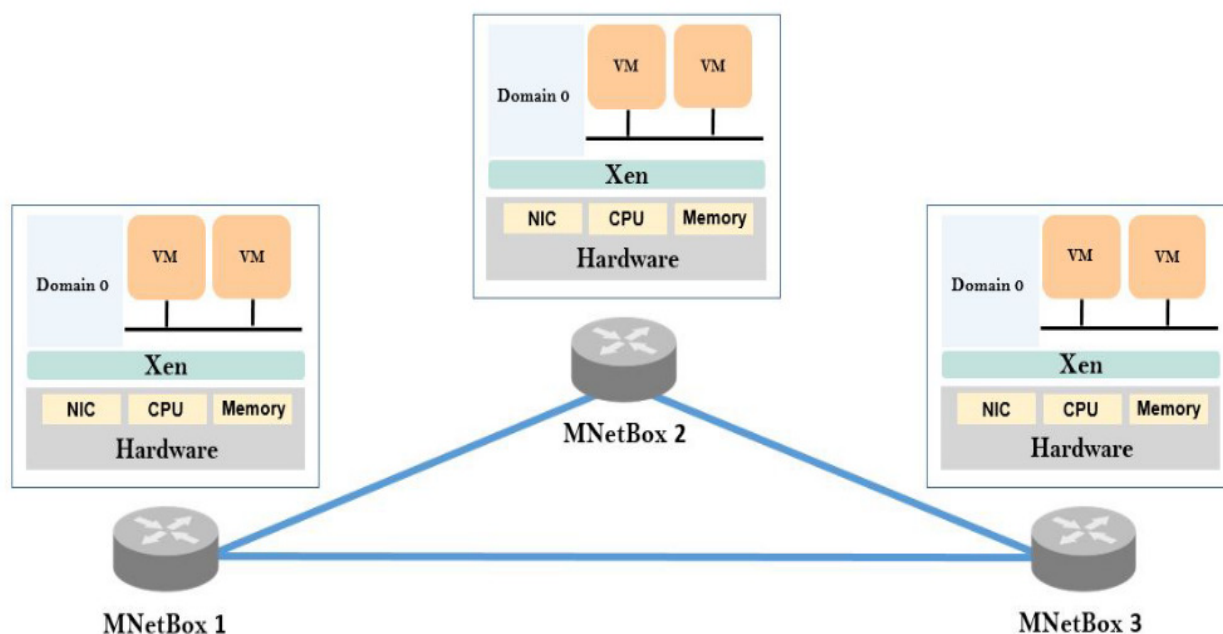 VM VM
Domain 0
Xen
NIC CPU Memory
Hardware
MNetBox 2
VM VM
Domain 0
Xen
NIC CPU Memory
Hardware
MNetBox 1
VM VM
Domain 0
Xen
NIC CPU Memory
Hardware
MNetBox 3